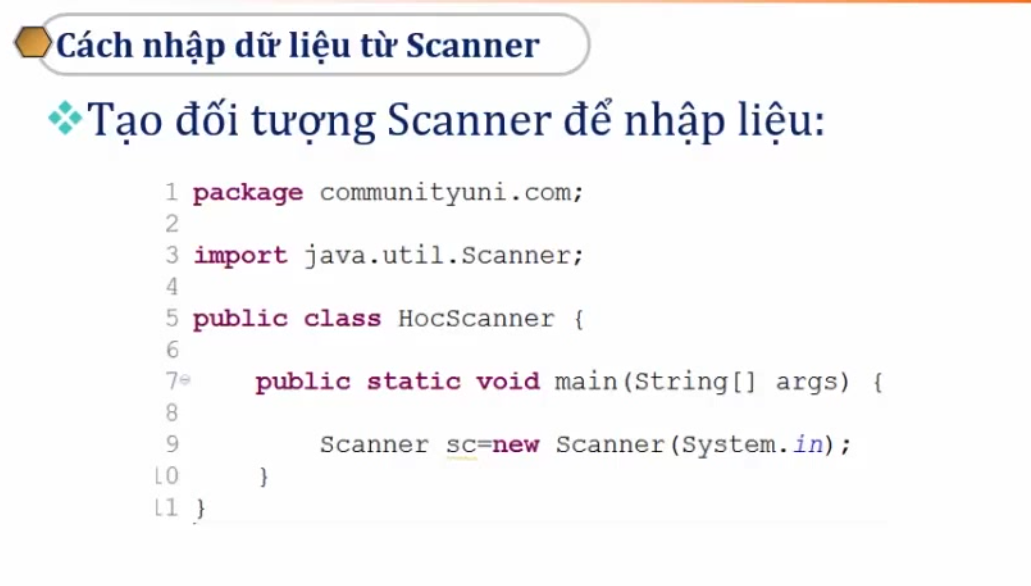 Cách nhập dữ liệu từ Scanner
Tạo đối tượng Scanner để nhập liệu:
1 package communityuni.com;
2
3 import java.util.Scanner;
4
5 public class HocScanner {
6
7 public static void main(String[] args) {
8
9 Scanner sc=new Scanner(System.in);
10 }
11 }